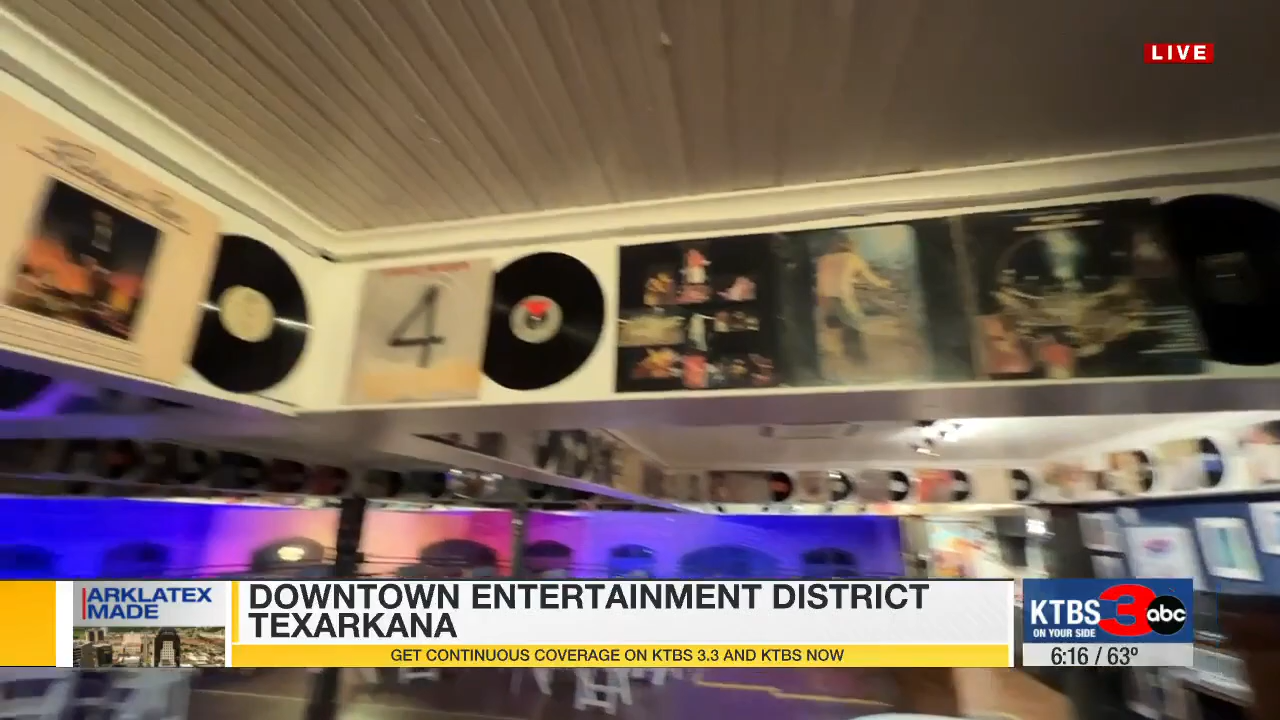 LIVE
4
ARKLATEX
MADE
DOWNTOWN ENTERTAINMENT DISTRICT
TEXARKANA
GET CONTINUOUS COVERAGE ON KTBS 3.3 AND KTBS NOW
KTBS 3 abc
ON YOUR SIDE
6:16 / 63º